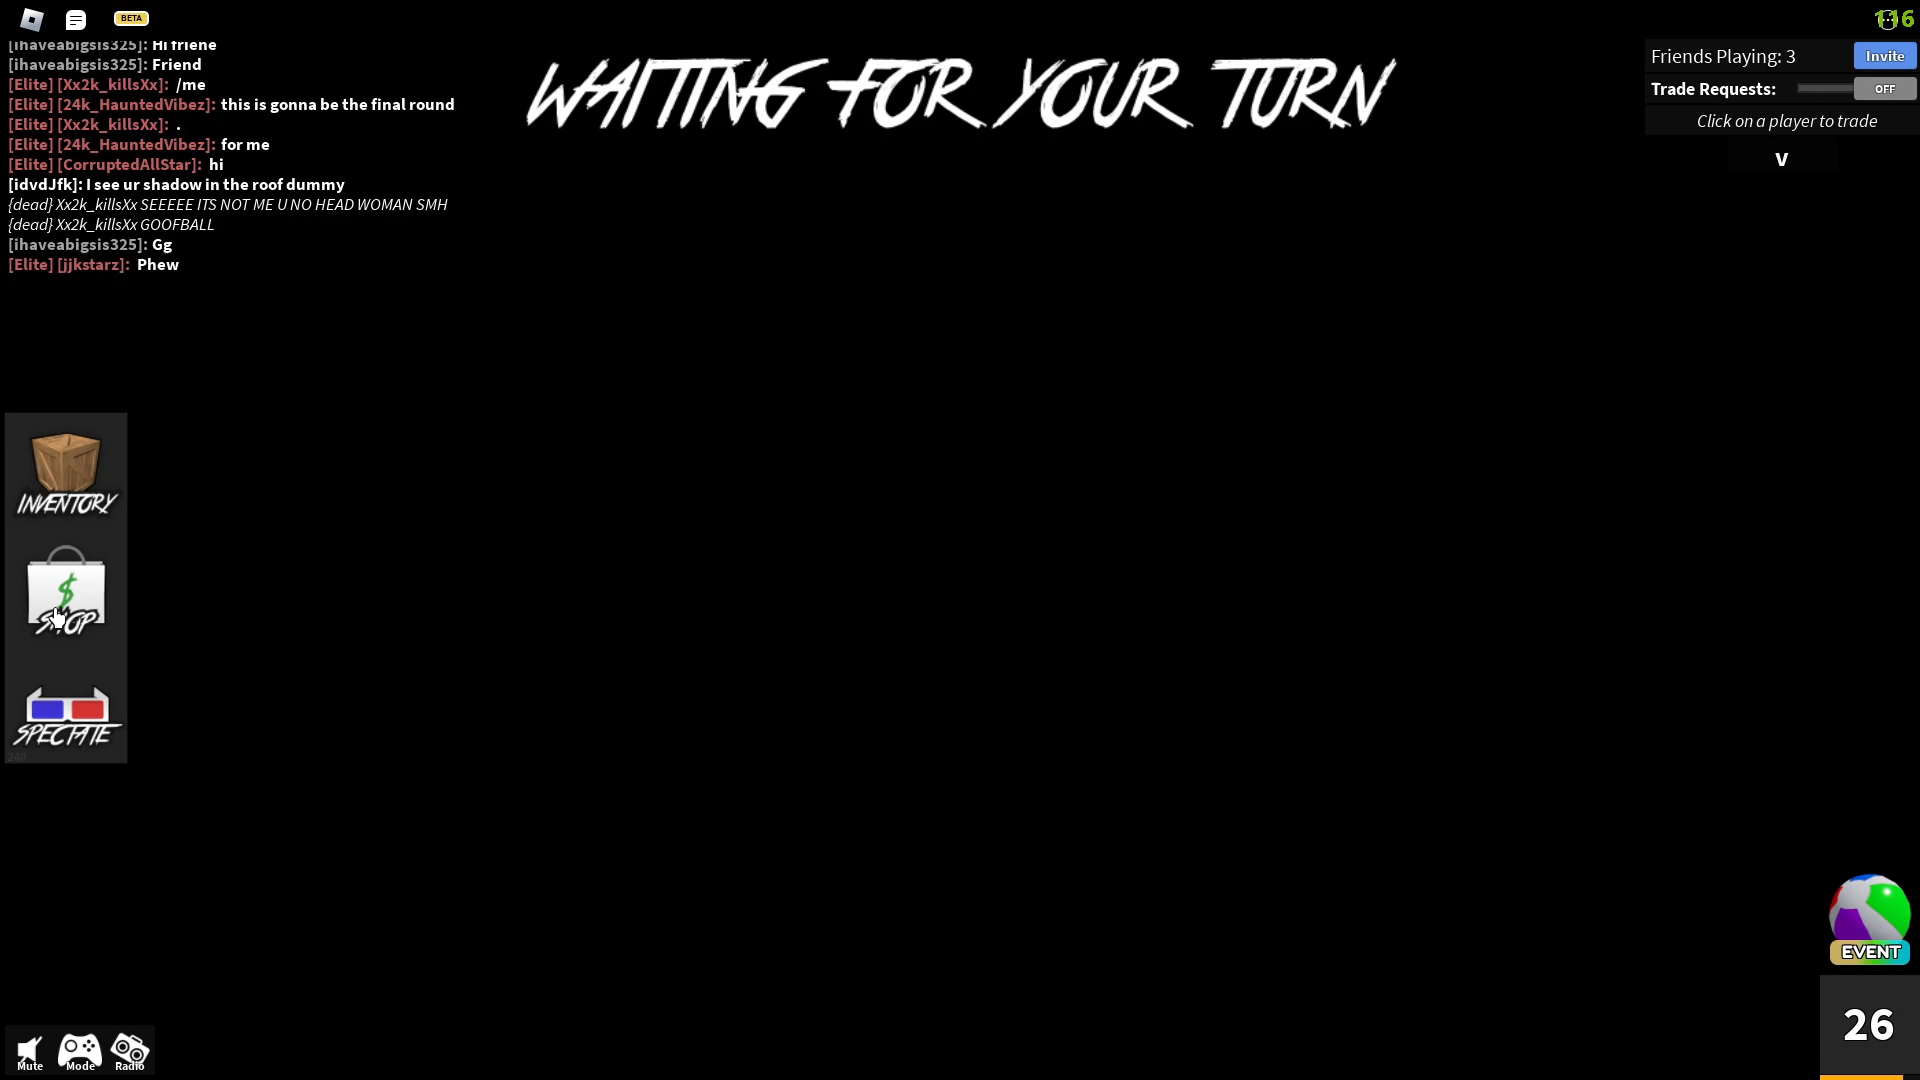 BETA
116
[ihaveabigsis325]: Hi friene
[ihaveabigsis325]: Friend
[Elite] [Xx2k_killsXx]: /me
[Elite] [24k_HauntedVibez]: this is gonna be the final round
[Elite] [Xx2k_killsXx]: .
[Elite] [24k_HauntedVibez]: for me
[Elite] [CorruptedAllStar]: hi
[idvdJfk]: I see ur shadow in the roof dummy
{dead} Xx2k_killsXx SEEEEE ITS NOT ME U NO HEAD WOMAN SMH
{dead} Xx2k_killsXx GOOFBALL
[ihaveabigsis325]: Gg
[Elite] [jjkstarz]: Phew
WAITING FOR YOUR TURN
Friends Playing: 3
Invite
Trade Requests:
OFF
Click on a player to trade
V
INVENTORY
$
SHOP
SPECTATE
240
EVENT
26
Mute
Mode
Radio